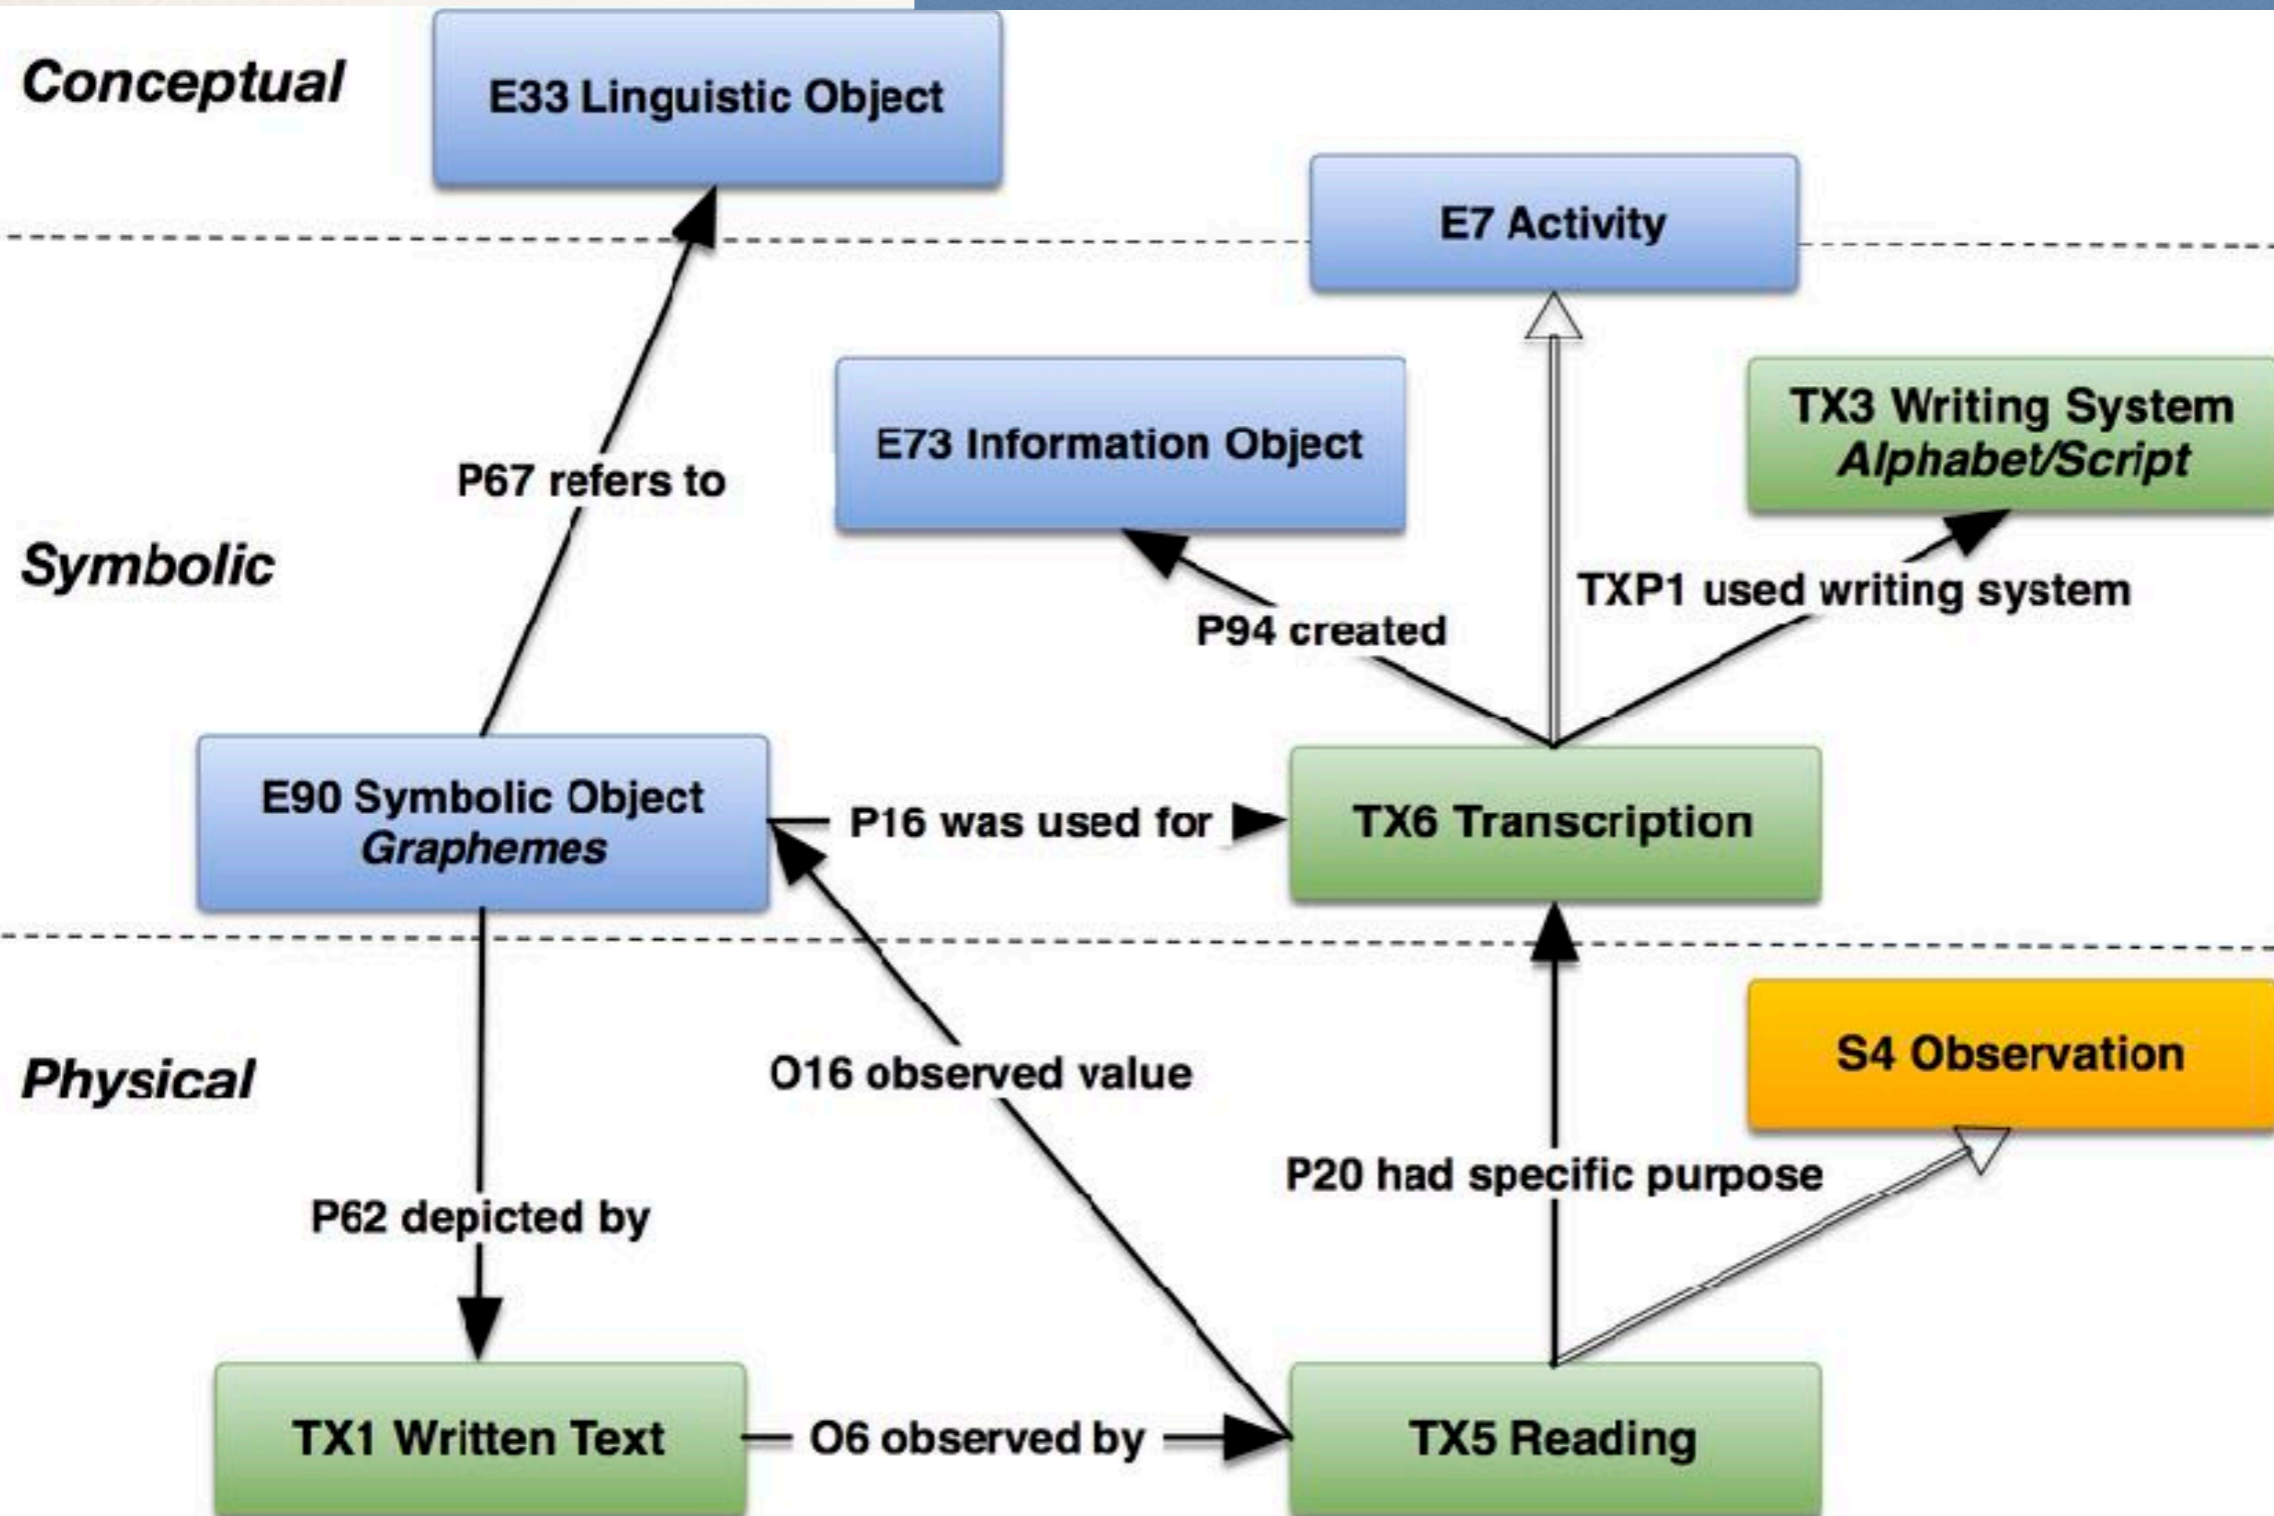 Conceptual
E33 Linguistic Object
E7 Activity
P67 refers to
E73 Information Object
TX3 Writing System
Alphabet/Script
Symbolic
TXP1 used writing system
P94 created
E90 Symbolic Object
Graphemes
P16 was used for
TX6 Transcription
Physical
O16 observed value
S4 Observation
P20 had specific purpose
P62 depicted by
TX1 Written Text
O6 observed by
TX5 Reading